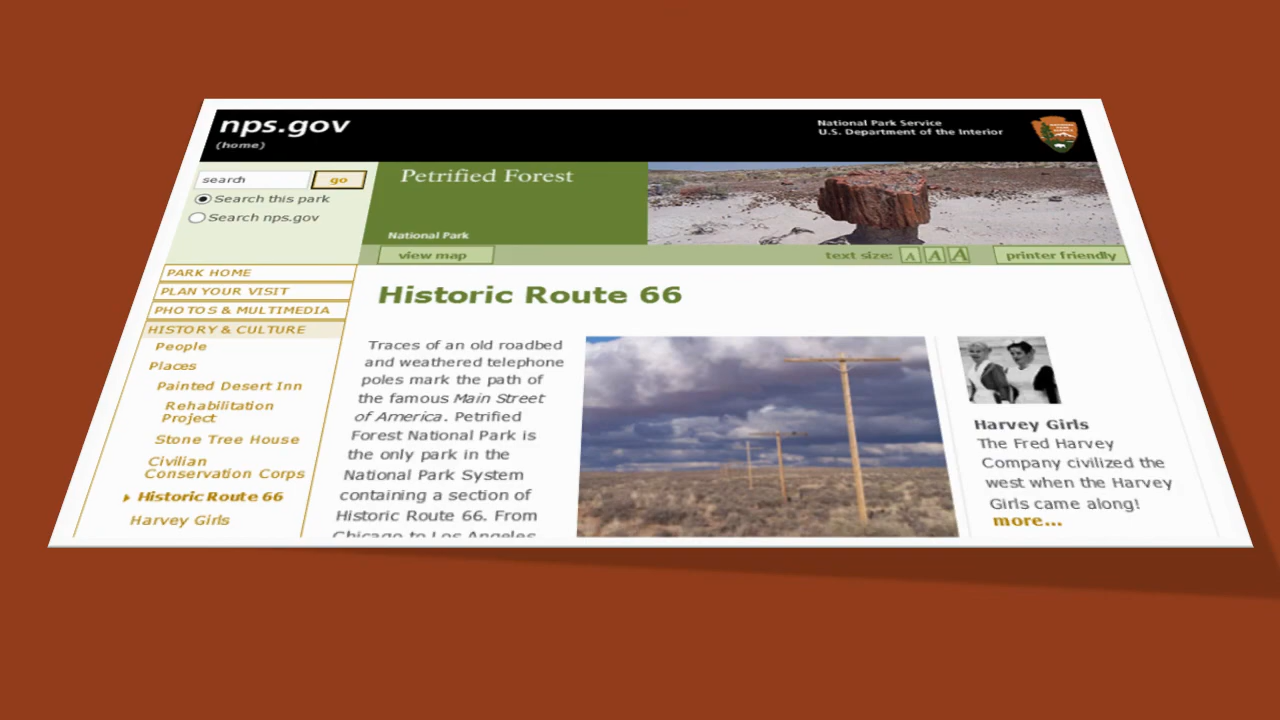 nps.gov
(home)
National Park Service
U.S. Department of the Interior
search
go
Search this park
Search nps.gov
Petrified Forest
National Park
view map
text size: A A A
printer friendly
PARK HOME
PLAN YOUR VISIT
PHOTOS & MULTIMEDIA
HISTORY & CULTURE
People
Places
Painted Desert Inn
Rehabilitation
Project
Stone Tree House
Civilian
Conservation Corps
Historic Route 66
Harvey Girls
Historic Route 66
Traces of an old roadbed
and weathered telephone
poles mark the path of
the famous Main Street
of America. Petrified
Forest National Park is
the only park in the
National Park System
containing a section of
Historic Route 66. From
Chicago to Los Angeles
Harvey Girls
The Fred Harvey
Company civilized the
west when the Harvey
Girls came along!
more...